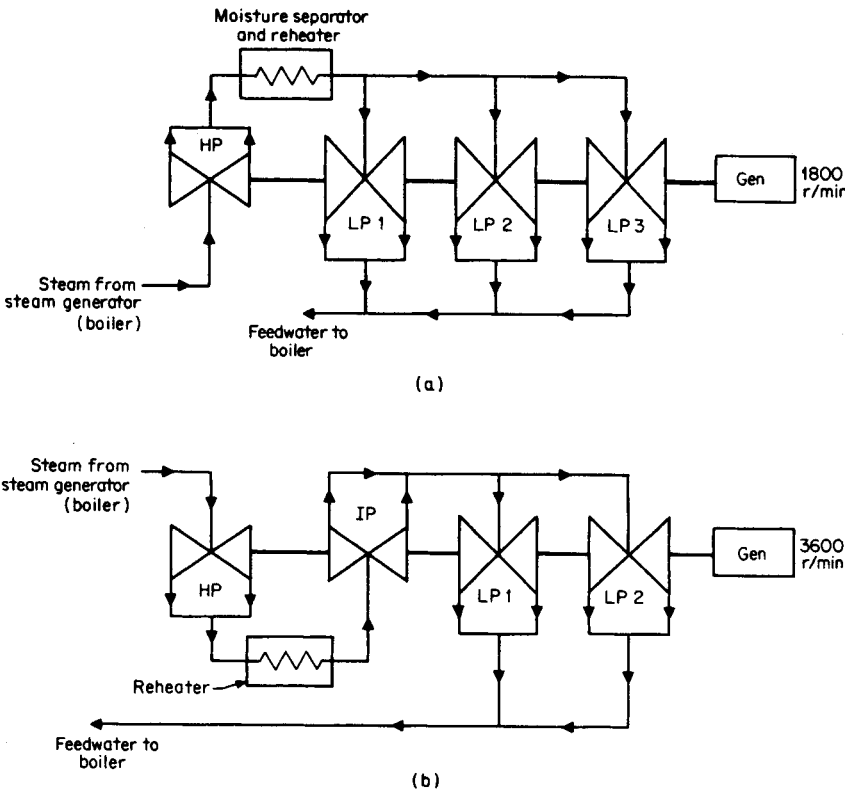 Moisture separator
and reheater
HP
LP 1
LP 2
LP 3
Gen
1800
r/min
Steam from
steam generator
(boiler)
Feedwater to
boiler
(a)
Steam from
steam generator
(boiler)
IP
HP
LP 1
LP 2
Gen
3600
r/min
Reheater
Feedwater to
boiler
(b)